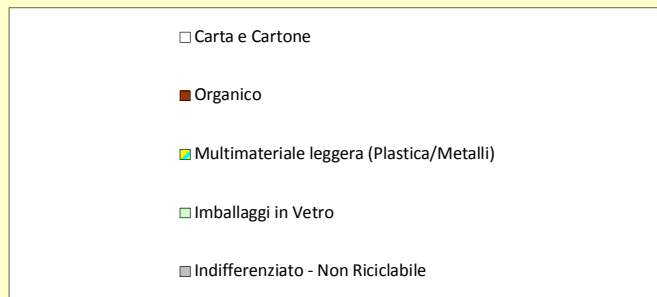 Carta e Cartone
Organico
Multimateriale leggera (Plastica/Metalli)
Imballaggi in Vetro
Indifferenziato - Non Riciclabile